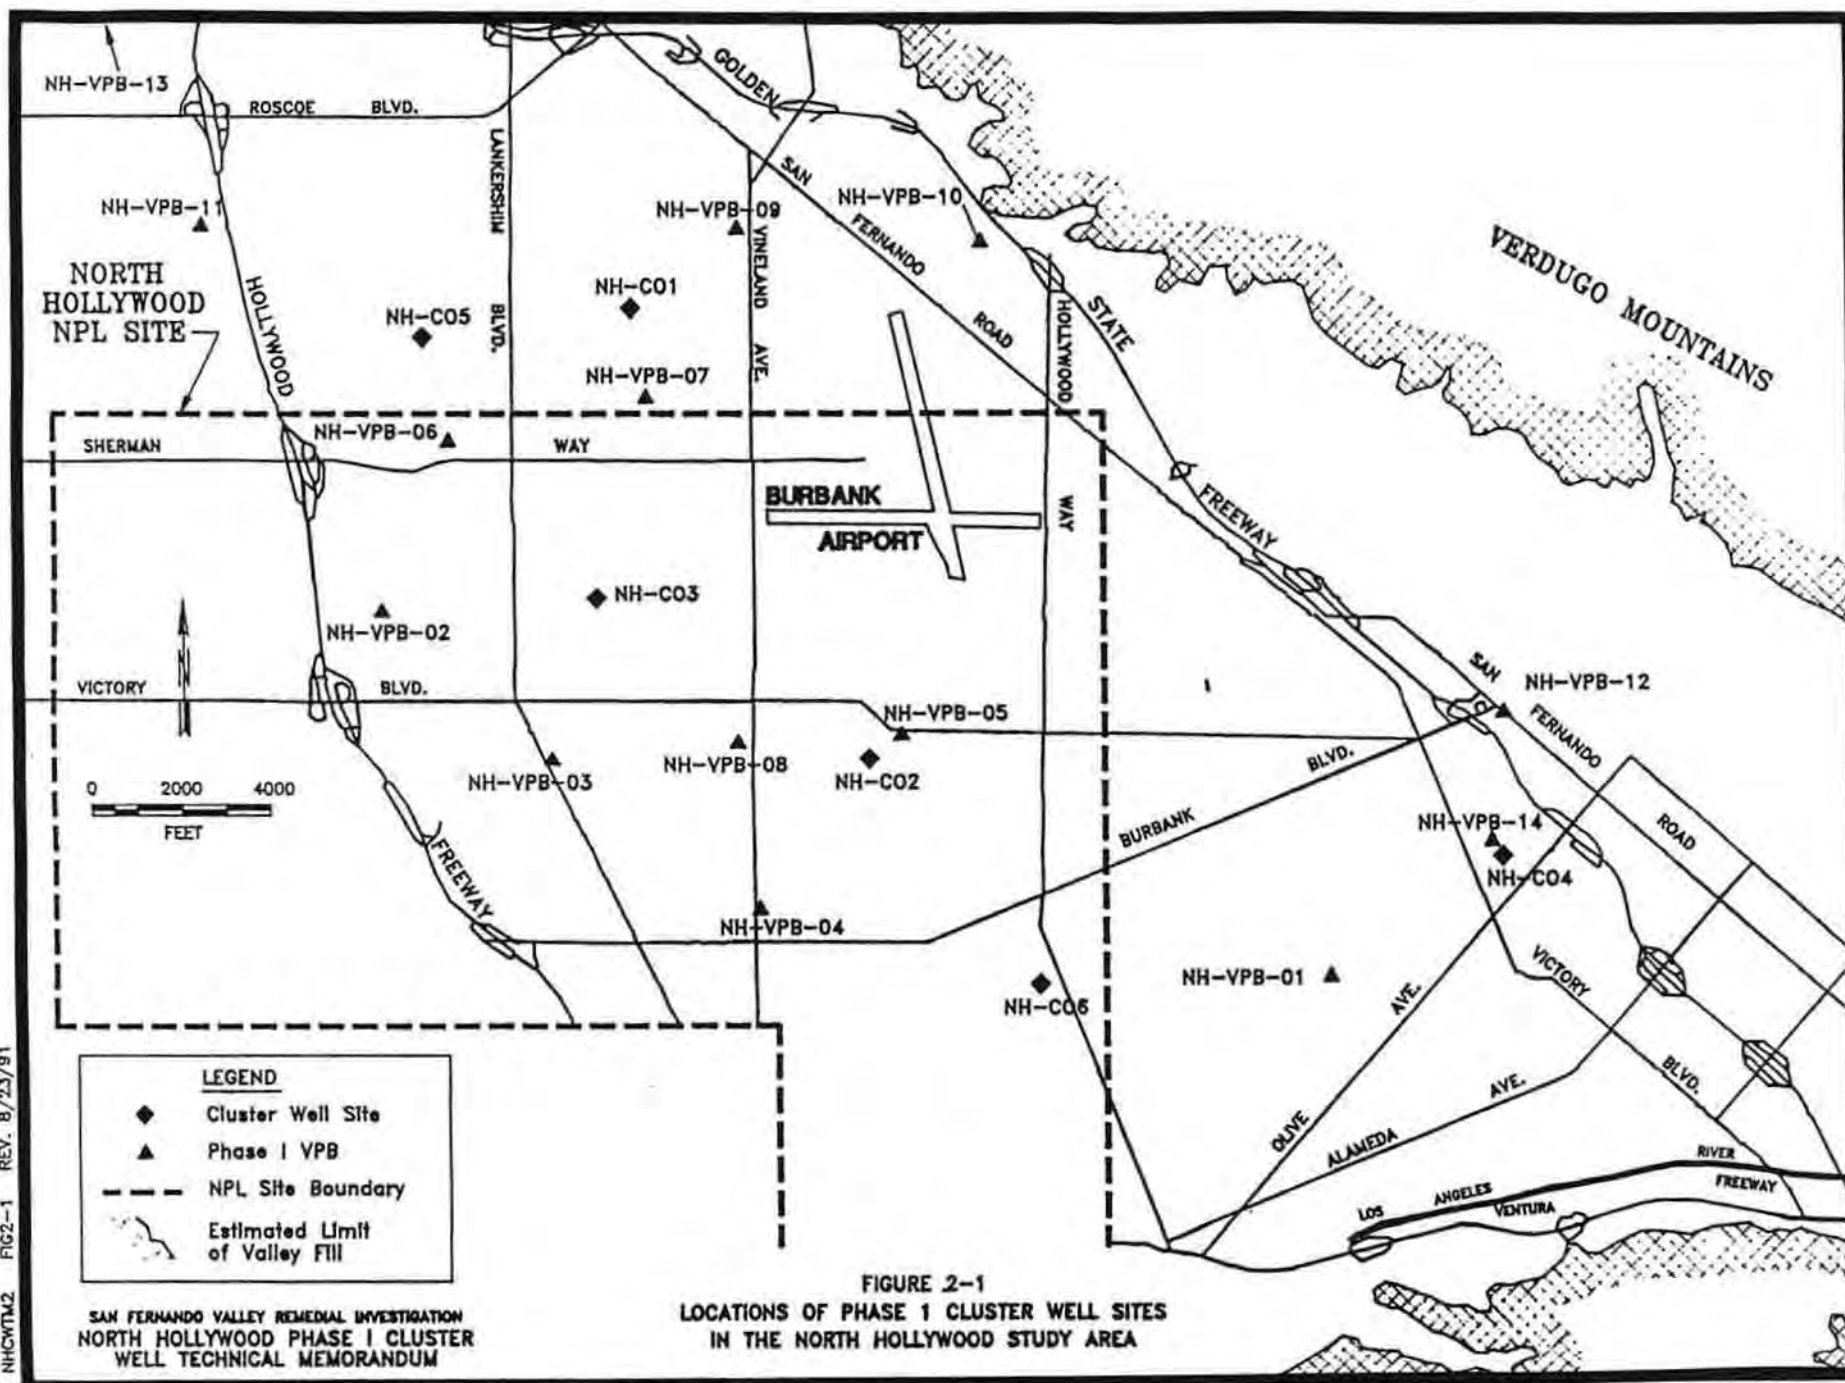 NH-VPB-13
ROSCOE BLVD.
LANKERSHIM BLVD.
GOLDEN
STATE
FREEWAY
SAN
FERNANDO
ROAD
NH-VPB-11
NH-VPB-09
NH-VPB-10
VERDUGO MOUNTAINS
NORTH
HOLLYWOOD
NPL SITE
HOLLYWOOD
NH-CO5
NH-CO1
VINELAND AVE.
HOLLYWOOD
WAY
NH-VPB-07
NH-VPB-06
SHERMAN WAY
BURBANK
AIRPORT
NH-CO3
NH-VPB-02
N
VICTORY BLVD.
NH-VPB-05
NH-VPB-12
SAN
FERNANDO
ROAD
NH-VPB-03
NH-VPB-08
NH-CO2
BURBANK BLVD.
0 2000 4000
FEET
FREEWAY
NH-VPB-14
NH-CO4
NH-VPB-04
NH-CO6
NH-VPB-01
VICTORY
BLVD.
OLIVE AVE.
ALAMEDA AVE.
LOS ANGELES RIVER
VENTURA FREEWAY
LEGEND
Cluster Well Site
Phase I VPB
NPL Site Boundary
Estimated Limit
of Valley Fill
FIGURE 2-1
LOCATIONS OF PHASE 1 CLUSTER WELL SITES
IN THE NORTH HOLLYWOOD STUDY AREA
SAN FERNANDO VALLEY REMEDIAL INVESTIGATION
NORTH HOLLYWOOD PHASE I CLUSTER
WELL TECHNICAL MEMORANDUM
NHCWTM2 FIG2-1 REV. 8/23/91